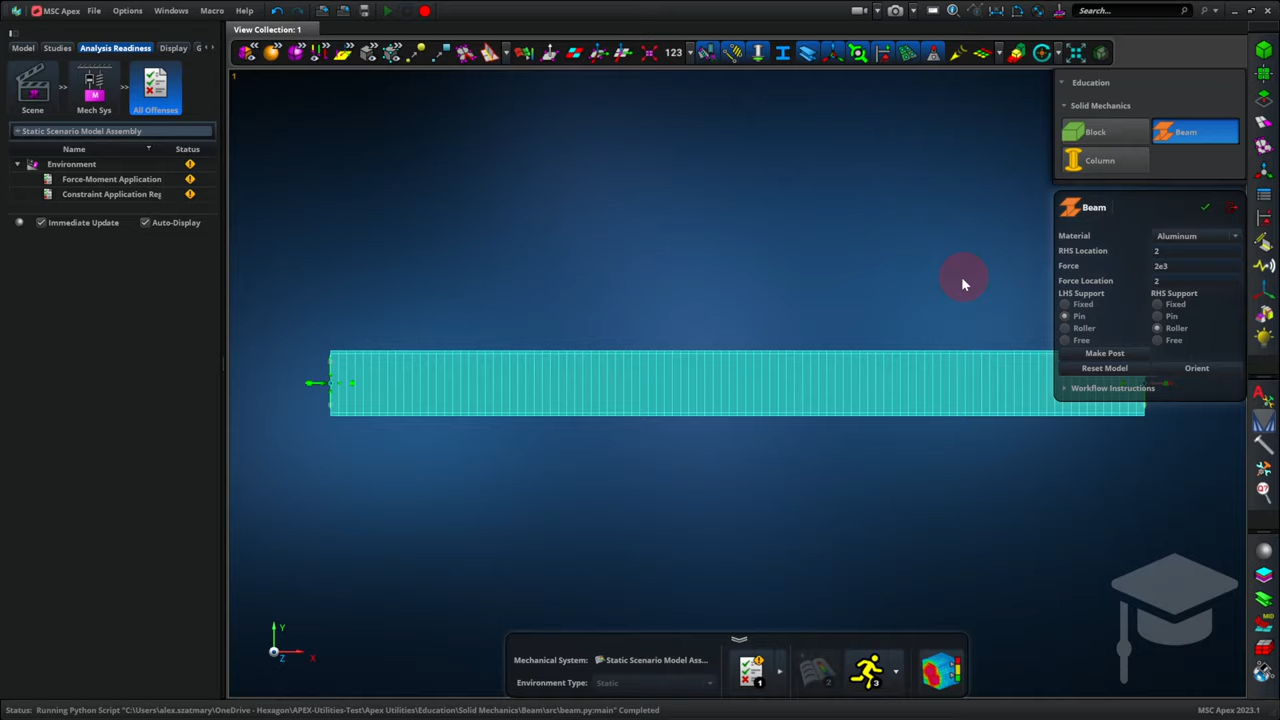 MSC Apex File Options Windows Macro Help Search...
View Collection: 1
Model Studies Analysis Readiness Display
123
1
Scene >> Mech Sys >> All Offenses
M
Static Scenario Model Assembly
Name Status
Environment
Force-Moment Application
Constraint Application Reg
Immediate Update Auto-Display
Education
Solid Mechanics
Block Beam
Column
Beam
Material Aluminum
RHS Location 2
Force 2e3
Force Location 2
LHS Support RHS Support
Fixed Fixed
Pin Pin
Roller Roller
Free Free
Make Post
Reset Model Orient
Workflow Instructions
Y
Z X
Mechanical System: Static Scenario Model Ass...
Environment Type: Static
1 2 3
Status: Running Python Script "C:\Users\alex.szatmary\OneDrive - Hexagon\APEX-Utilities-Test\Apex Utilities\Education\Solid Mechanics\Beam\src\beam.py:main" Completed
MSC Apex 2023.1